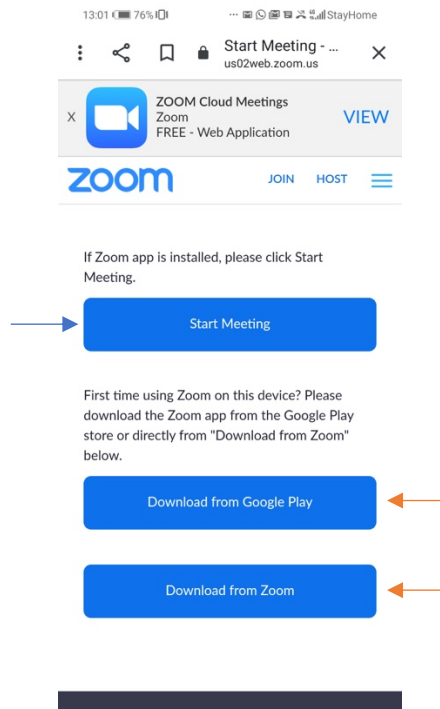 13:01 76% StayHome
Start Meeting - ...
us02web.zoom.us
ZOOM Cloud Meetings
X Zoom VIEW
FREE - Web Application
zoom JOIN HOST
If Zoom app is installed, please click Start
Meeting.
Start Meeting
First time using Zoom on this device? Please
download the Zoom app from the Google Play
store or directly from "Download from Zoom"
below.
Download from Google Play
Download from Zoom